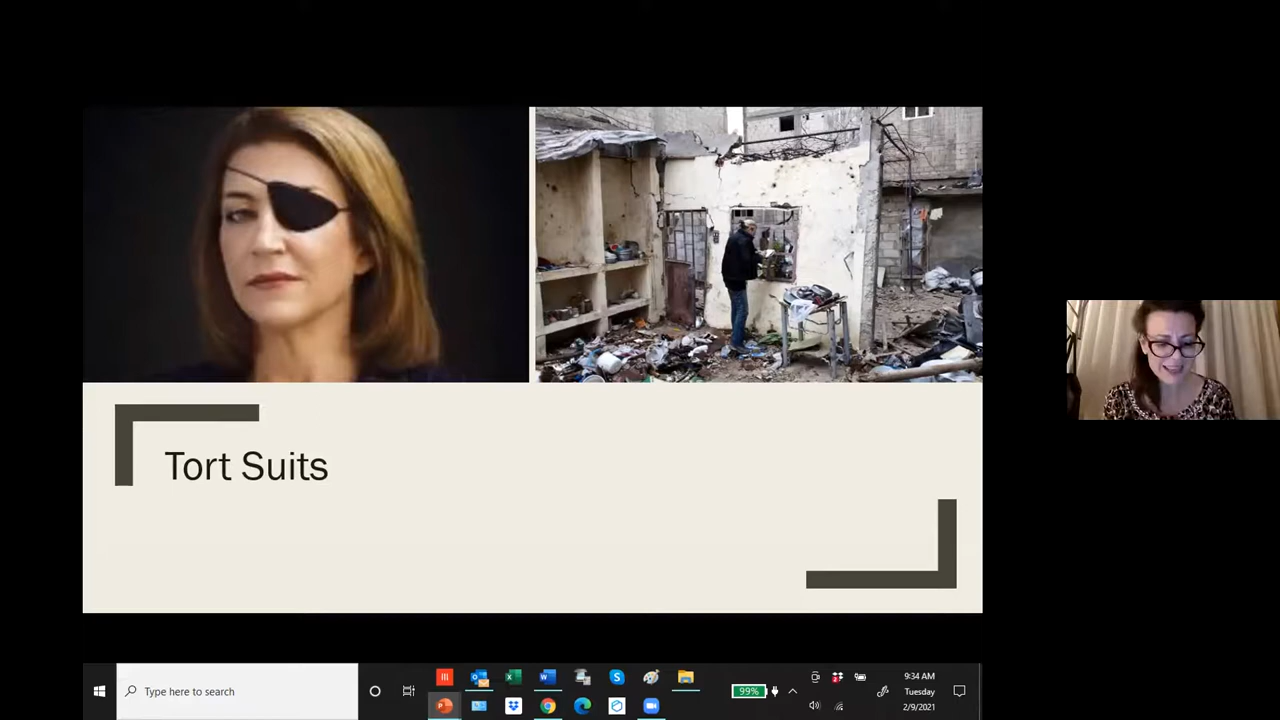 Tort Suits
Type here to search
99%
9:34 AM
Tuesday
2/9/2021